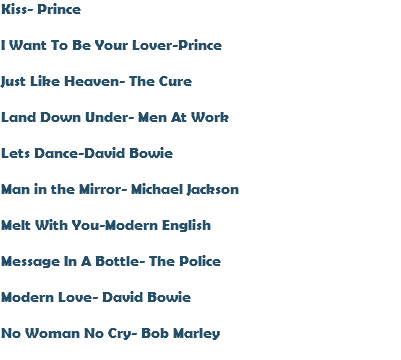 Kiss- Prince
I Want To Be Your Lover-Prince
Just Like Heaven- The Cure
Land Down Under- Men At Work
Lets Dance-David Bowie
Man in the Mirror- Michael Jackson
Melt With You-Modern English
Message In A Bottle- The Police
Modern Love- David Bowie
No Woman No Cry- Bob Marley